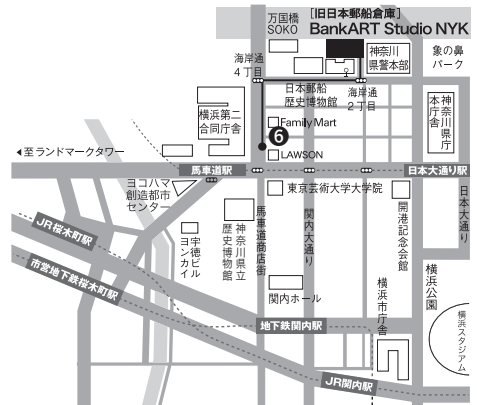 [旧日本郵船倉庫]
BankART Studio NYK
万国橋
SOKO
神奈川
県警本部
象の鼻
パーク
海岸通
4丁目
海岸通
2丁目
日本郵船
歴史博物館
横浜第二
合同庁舎
神奈川県庁
本庁舎
Family Mart
6
LAWSON
◀至ランドマークタワー
馬車道駅
日本大通り駅
ヨコハマ
創造都市
センター
東京芸術大学大学院
開港記念会館
日本大通り
JR桜木町駅
市営地下鉄桜木町駅
宇徳ビル
ヨンカイ
神奈川県立
歴史博物館
馬車道商店街
関内大通り
関内ホール
横浜市庁舎
横浜公園
横浜スタジアム
地下鉄関内駅
JR関内駅